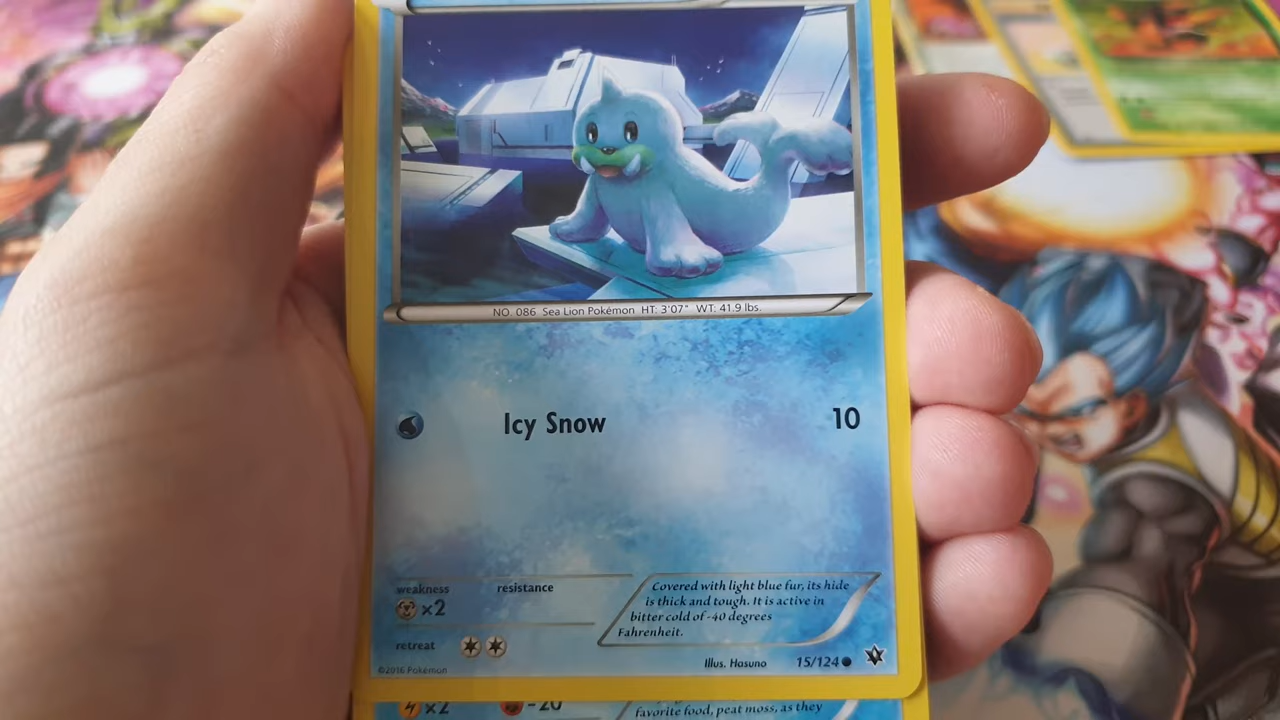 NO. 086 Sea Lion Pokémon HT: 3'07" WT: 41.9 lbs.
Icy Snow 10
weakness resistance
×2
retreat
Covered with light blue fur, its hide
is thick and tough. It is active in
bitter cold of -40 degrees
Fahrenheit.
Illus. Hasuno 15/124
©2016 Pokémon
×2 -20
favorite food, peat moss, as they